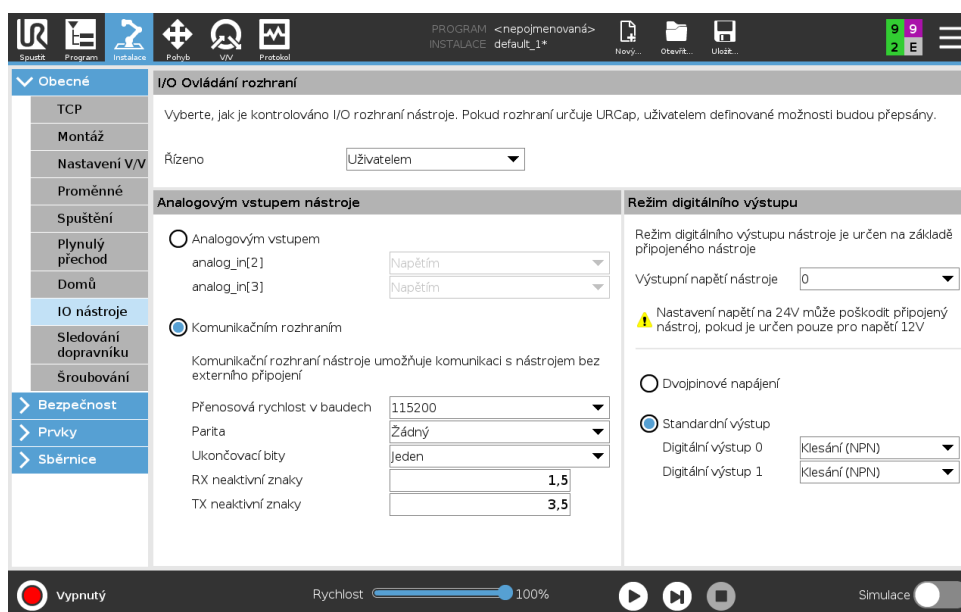 PROGRAM <nepojmenovaná>
INSTALACE default_1*
UR
Spustit Program Instalace Pohyb V/V Protokol Nový... Otevřít... Uložit...
9 9
2 E
Obecné
TCP
Montáž
Nastavení V/V
Proměnné
Spuštění
Plynulý
přechod
Domů
IO nástroje
Sledování
dopravníku
Šroubování
Bezpečnost
Prvky
Sběrnice
I/O Ovládání rozhraní
Vyberte, jak je kontrolováno I/O rozhraní nástroje. Pokud rozhraní určuje URCap, uživatelem definované možnosti budou přepsány.
Řízeno Uživatelem
Analogovým vstupem nástroje
Analogovým vstupem
analog_in[2] Napětím
analog_in[3] Napětím
Komunikačním rozhraním
Komunikační rozhraní nástroje umožňuje komunikaci s nástrojem bez
externího připojení
Přenosová rychlost v baudech 115200
Parita Žádný
Ukončovací bity Jeden
RX neaktivní znaky 1,5
TX neaktivní znaky 3,5
Režim digitálního výstupu
Režim digitálního výstupu nástroje je určen na základě
připojeného nástroje
Výstupní napětí nástroje 0
Nastavení napětí na 24V může poškodit připojený
nástroj, pokud je určen pouze pro napětí 12V
Dvojpinové napájení
Standardní výstup
Digitální výstup 0 Klesání (NPN)
Digitální výstup 1 Klesání (NPN)
Vypnutý Rychlost 100% Simulace